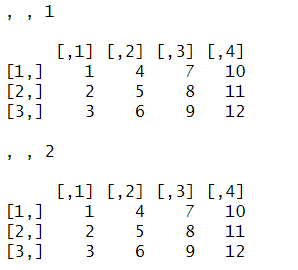 , , 1
[,1] [,2] [,3] [,4]
[1,] 1 4 7 10
[2,] 2 5 8 11
[3,] 3 6 9 12
, , 2
[,1] [,2] [,3] [,4]
[1,] 1 4 7 10
[2,] 2 5 8 11
[3,] 3 6 9 12